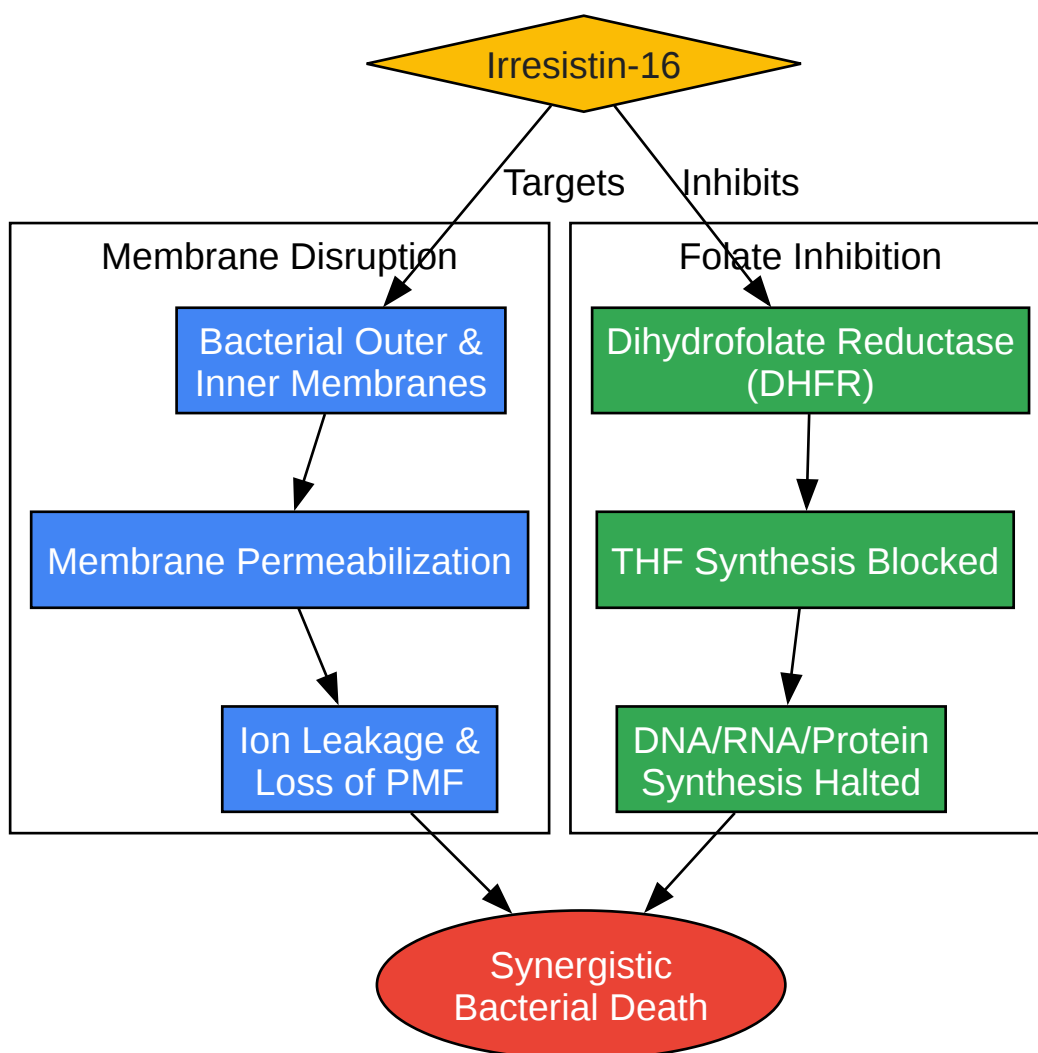 Irresistin-16
Targets
Inhibits
Membrane Disruption
Bacterial Outer &
Inner Membranes
Membrane Permeabilization
Ion Leakage &
Loss of PMF
Folate Inhibition
Dihydrofolate Reductase
(DHFR)
THF Synthesis Blocked
DNA/RNA/Protein
Synthesis Halted
Synergistic
Bacterial Death